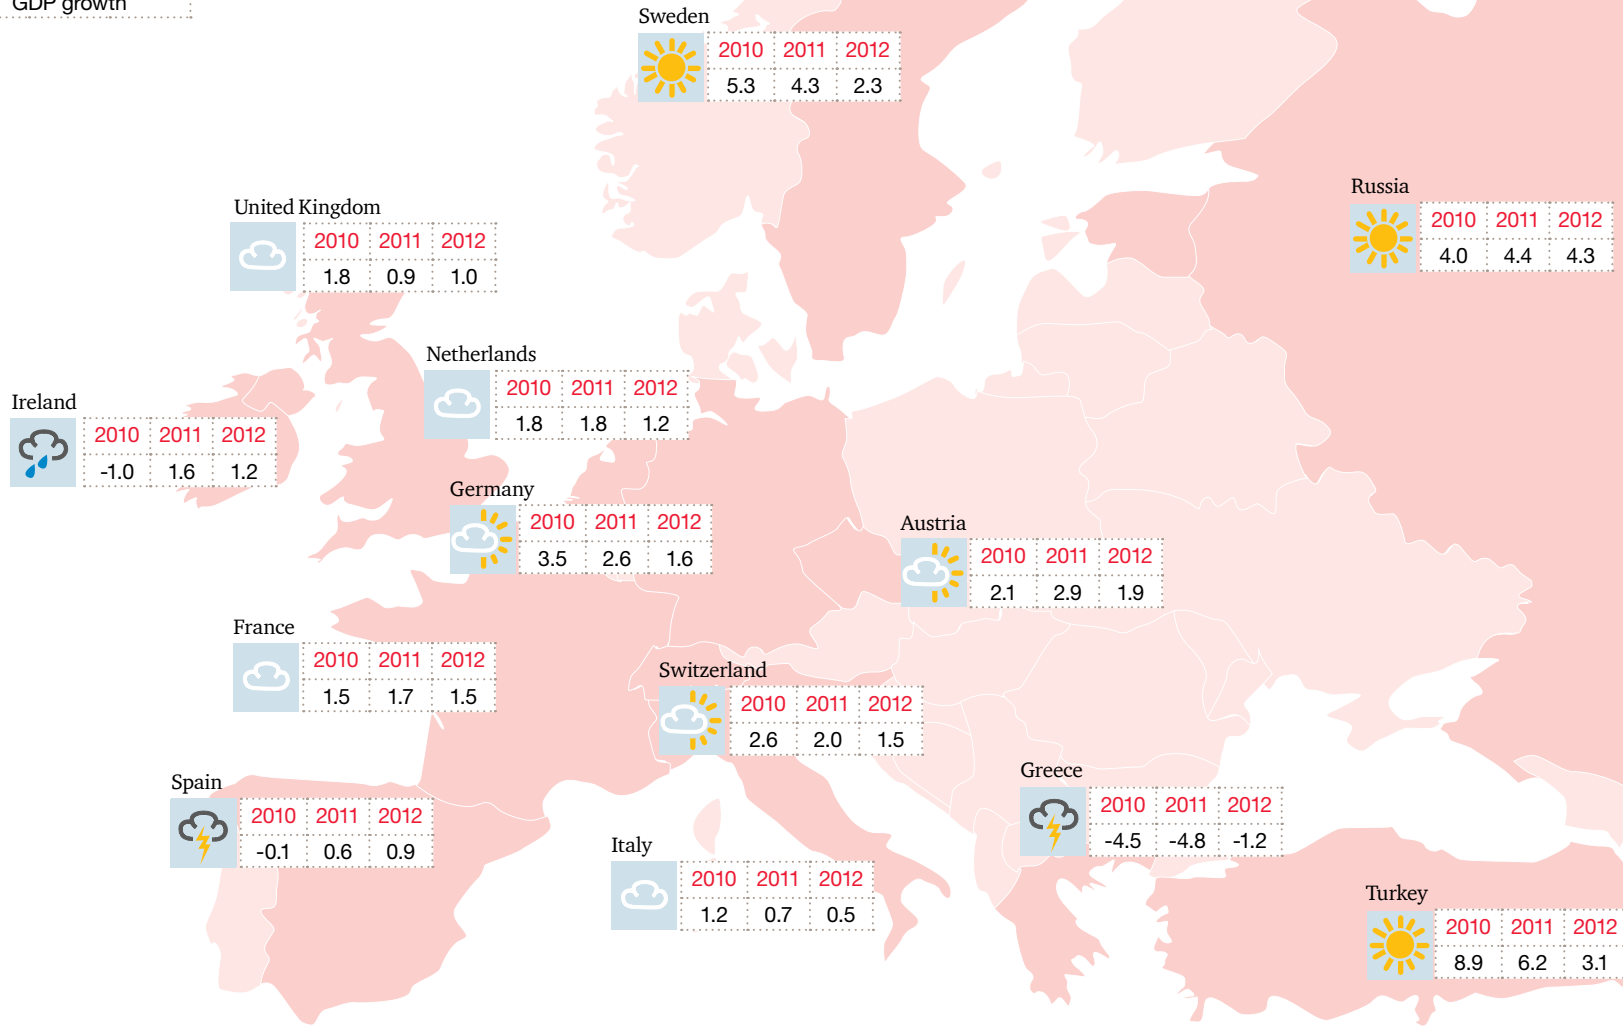 GDP growth
Sweden
2010 2011 2012
5.3 4.3 2.3
Russia
2010 2011 2012
4.0 4.4 4.3
United Kingdom
2010 2011 2012
1.8 0.9 1.0
Netherlands
2010 2011 2012
1.8 1.8 1.2
Ireland
2010 2011 2012
-1.0 1.6 1.2
Germany
2010 2011 2012
3.5 2.6 1.6
Austria
2010 2011 2012
2.1 2.9 1.9
France
2010 2011 2012
1.5 1.7 1.5
Switzerland
2010 2011 2012
2.6 2.0 1.5
Spain
2010 2011 2012
-0.1 0.6 0.9
Greece
2010 2011 2012
-4.5 -4.8 -1.2
Italy
2010 2011 2012
1.2 0.7 0.5
Turkey
2010 2011 2012
8.9 6.2 3.1